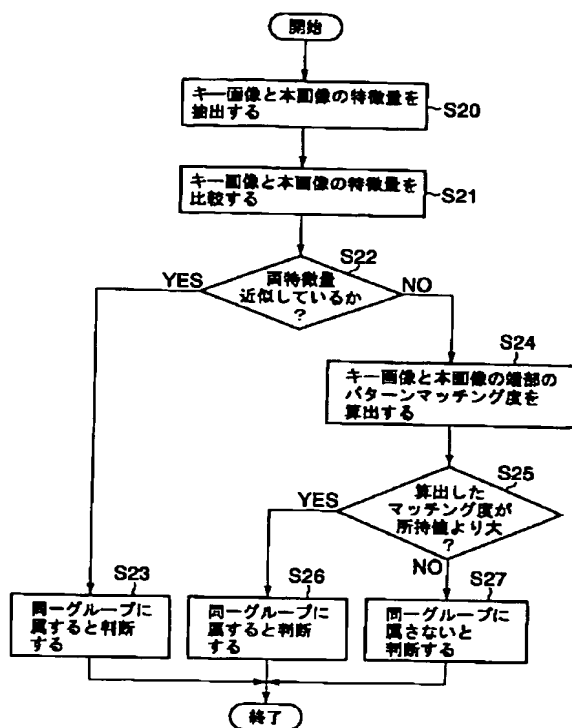 開始
キー画像と本画像の特徴量を
抽出する
S20
キー画像と本画像の特徴量を
比較する
S21
S22
両特徴量
近似しているか
?
YES
NO
S24
キー画像と本画像の端部の
パターンマッチング度を
算出する
S25
算出した
マッチング度が
所持値より大
?
YES
NO
S23
同一グループに
属すると判断
する
S26
同一グループに
属すると判断
する
S27
同一グループに
属さないと
判断する
終了